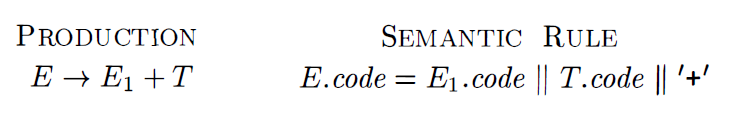 PRODUCTION SEMANTIC RULE
E → E₁ + T E.code = E₁.code || T.code || '+'